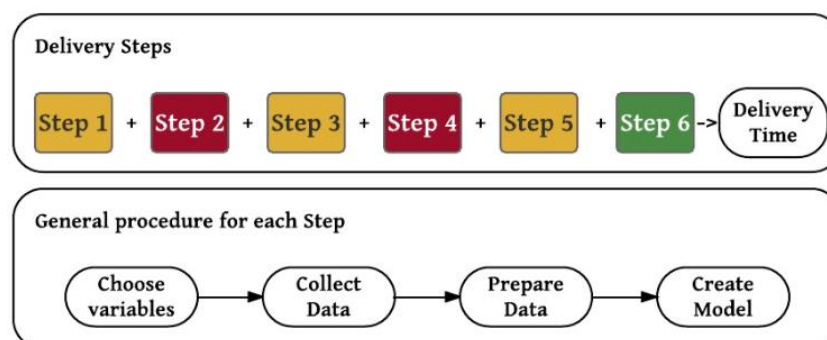 Delivery Steps
Step 1 + Step 2 + Step 3 + Step 4 + Step 5 + Step 6 -> Delivery Time
General procedure for each Step
Choose variables
Collect Data
Prepare Data
Create Model